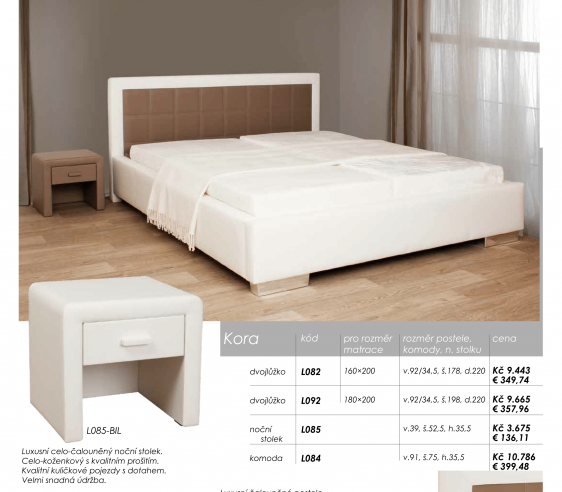 Kora kód pro rozměr matrace rozměr postele, komody, n. stolku cena
dvojlůžko L082 160×200 v.92/34,5, š.178, d.220 Kč 9.443
€ 349,74
dvojlůžko L092 180×200 v.92/34,5, š.198, d.220 Kč 9.665
€ 357,96
noční stolek L085 v.39, š.52,5, h.35,5 Kč 3.675
€ 136,11
komoda L084 v.91, š.75, h.35,5 Kč 10.786
€ 399,48
L085-BIL
Luxusní celo-čalouněný noční stolek.
Celo-koženkový s kvalitním prošitím.
Kvalitní kuličkové pojezdy s dotahem.
Velmi snadná údržba.